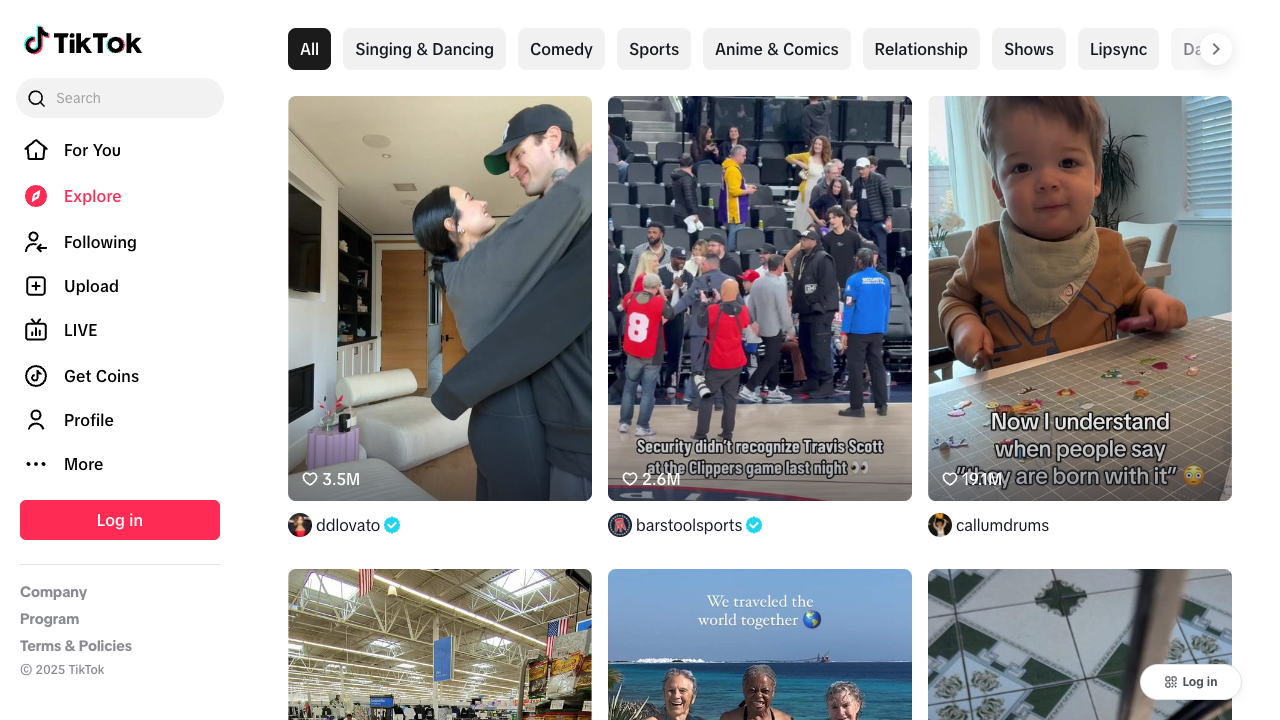 TikTok
Search
For You
Explore
Following
Upload
LIVE
Get Coins
Profile
More
Log in
Company
Program
Terms & Policies
© 2025 TikTok
All
Singing & Dancing
Comedy
Sports
Anime & Comics
Relationship
Shows
Lipsync
8
SECURITY
Security didn't recognize Travis Scott
at the Clippers game last night 👀
Now I understand
when people say
"they are born with it" 😳
3.5M
2.6M
19.1M
ddlovato
barstoolsports
callumdrums
We traveled the
world together 🌎
Log in